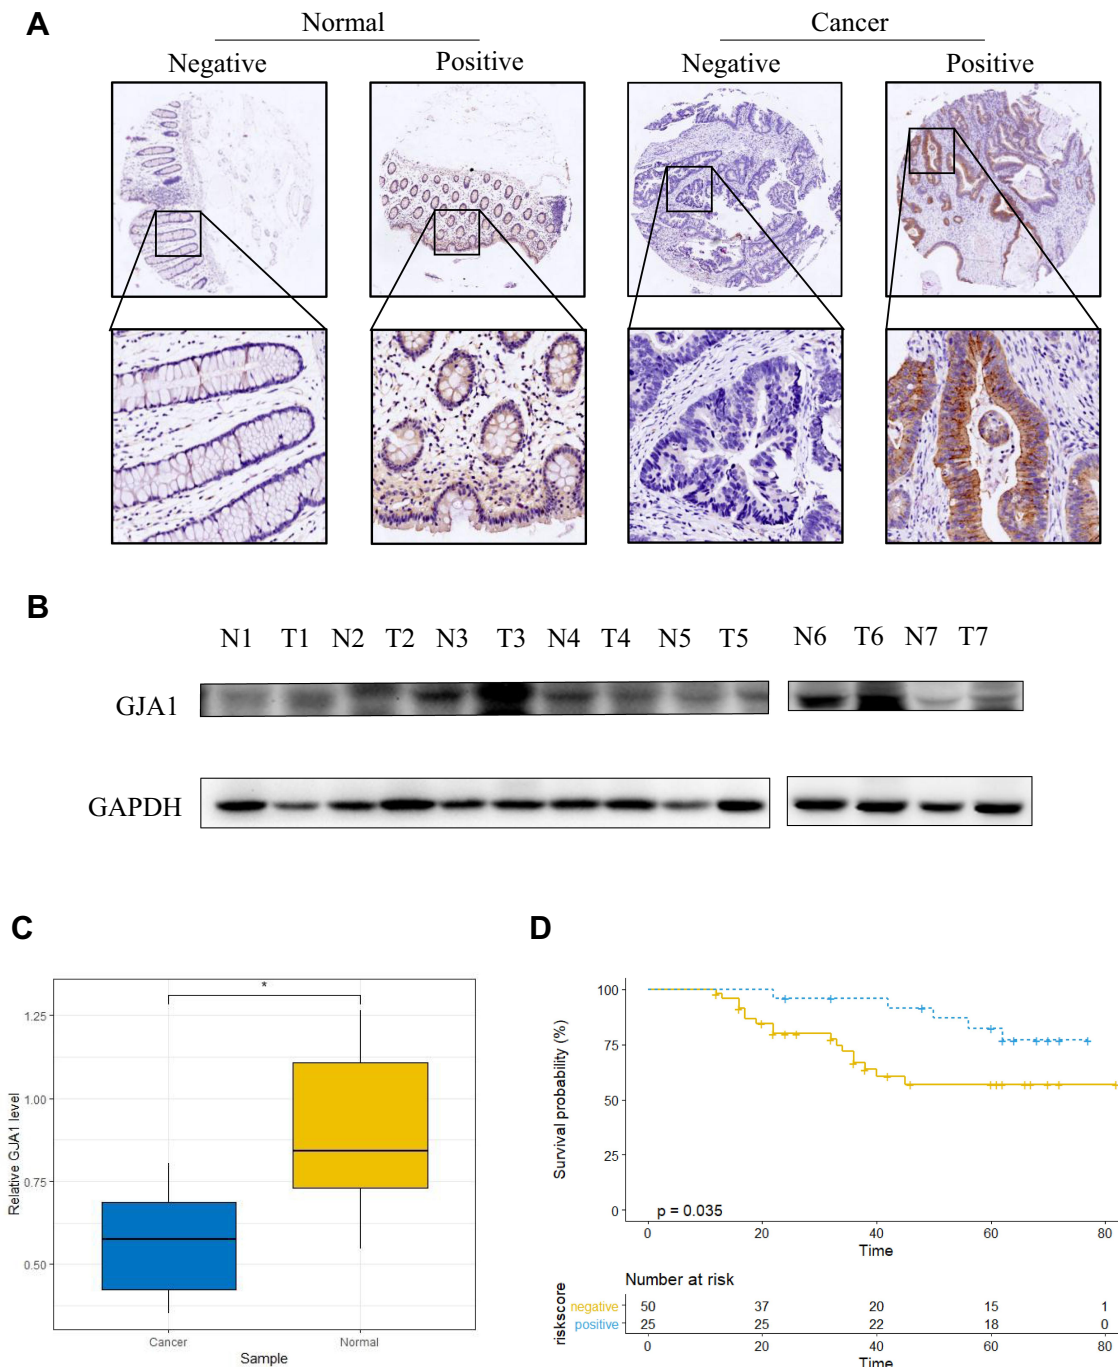 A
Normal
Cancer
Negative
Positive
Negative
Positive
B
N1 T1 N2 T2 N3 T3 N4 T4 N5 T5 N6 T6 N7 T7
GJA1
GAPDH
C
*
Relative GJA1 level
1.25
1.00
0.75
0.50
Cancer
Normal
Sample
D
Survival probability (%)
100
75
50
25
0
p = 0.035
0 20 40 60 80
Time
Number at risk
riskscore
negative 50 37 20 15 1
positive 25 25 22 18 0
0 20 40 60 80
Time